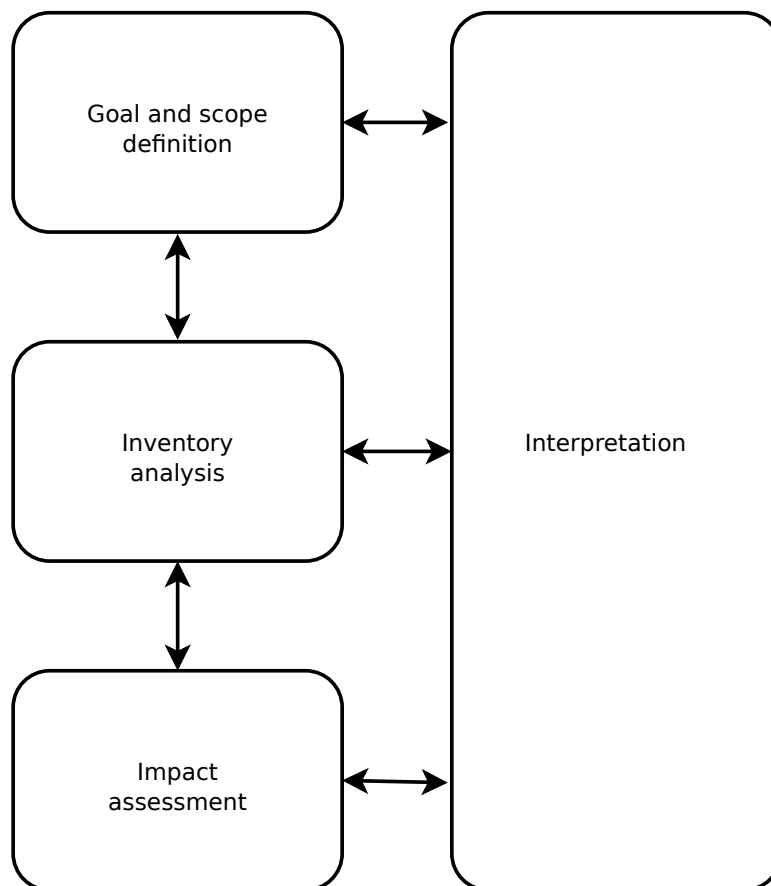 Goal and scope
definition
Inventory
analysis
Interpretation
Impact
assessment